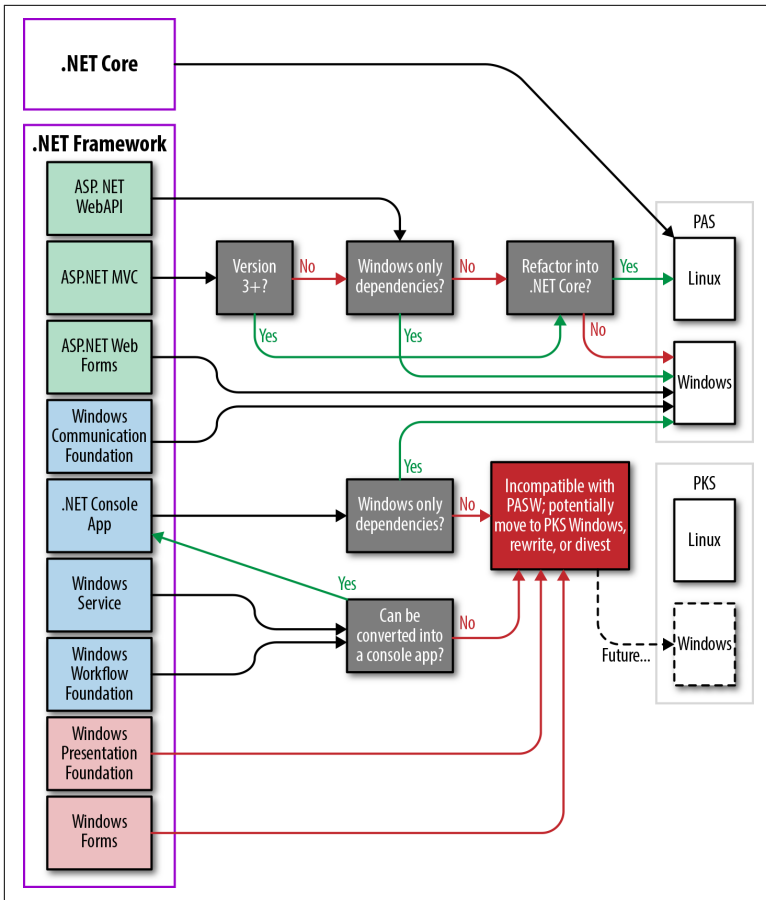 .NET Core
.NET Framework
ASP. NET
WebAPI
ASP.NET MVC
ASP.NET Web
Forms
Windows
Communication
Foundation
.NET Console
App
Windows
Service
Windows
Workflow
Foundation
Windows
Presentation
Foundation
Windows
Forms
Version
3+?
No
Yes
Windows only
dependencies?
No
Yes
Refactor into
.NET Core?
Yes
No
PAS
Linux
Windows
Yes
Windows only
dependencies?
No
Incompatible with
PASW; potentially
move to PKS Windows,
rewrite, or divest
Yes
Can be
converted into
a console app?
No
Future...
PKS
Linux
Windows